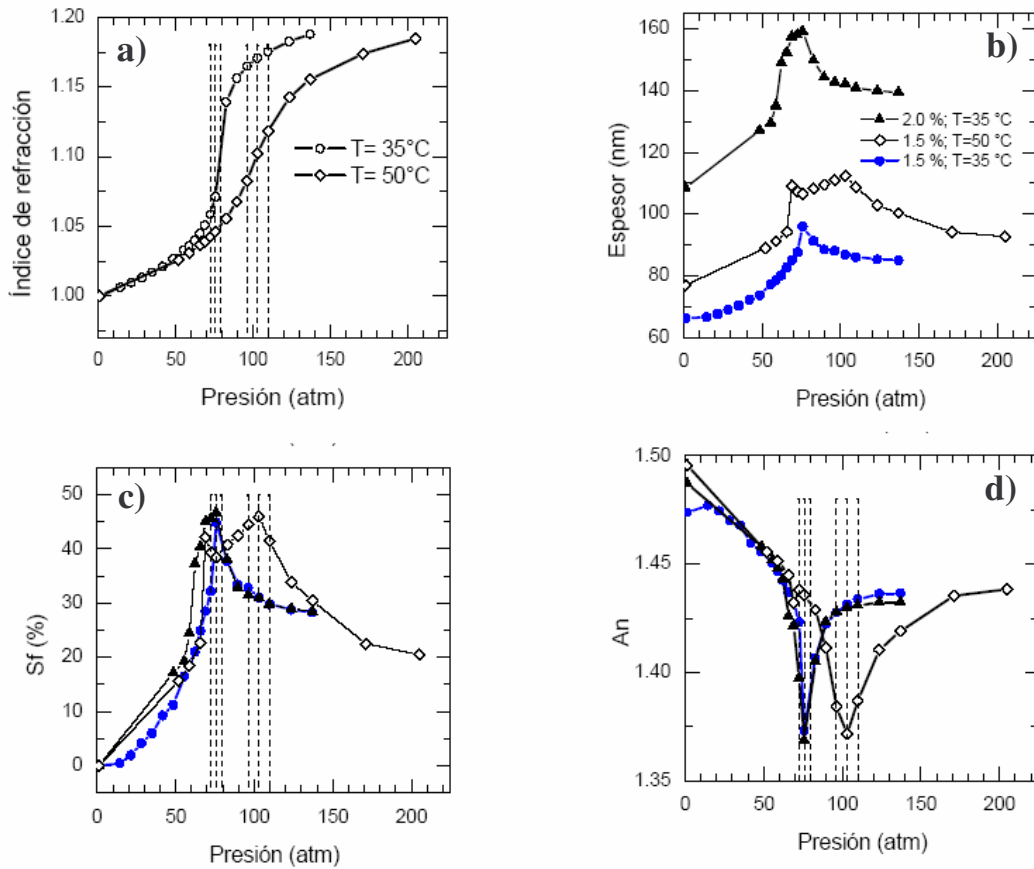 a)
Índice de refracción
1.20
1.15
1.10
1.05
1.00
T= 35°C
T= 50°C
0 50 100 150 200
Presión (atm)
b)
Espesor (nm)
160
140
120
100
80
60
2.0 %; T=35 °C
1.5 %; T=50 °C
1.5 %; T=35 °C
0 50 100 150 200
Presión (atm)
c)
Sf (%)
50
40
30
20
10
0
0 50 100 150 200
Presión (atm)
d)
An
1.50
1.45
1.40
1.35
0 50 100 150 200
Presión (atm)